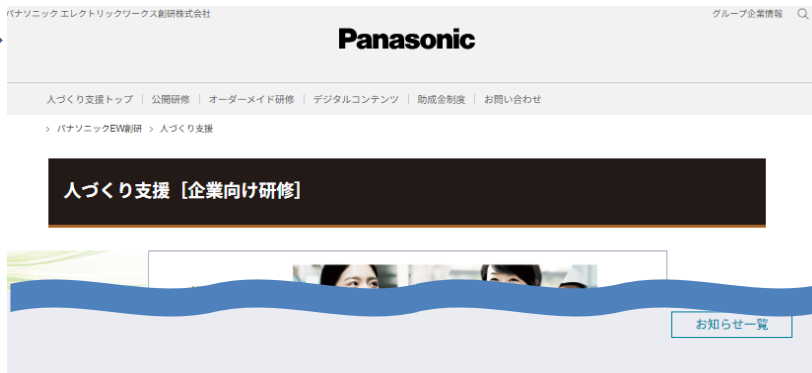 パナソニック エレクトリックワークス創研株式会社
グループ企業情報
Panasonic
人づくり支援トップ | 公開研修 | オーダーメイド研修 | デジタルコンテンツ | 助成金制度 | お問い合わせ
> パナソニックEW創研 > 人づくり支援
人づくり支援［企業向け研修］
お知らせ一覧